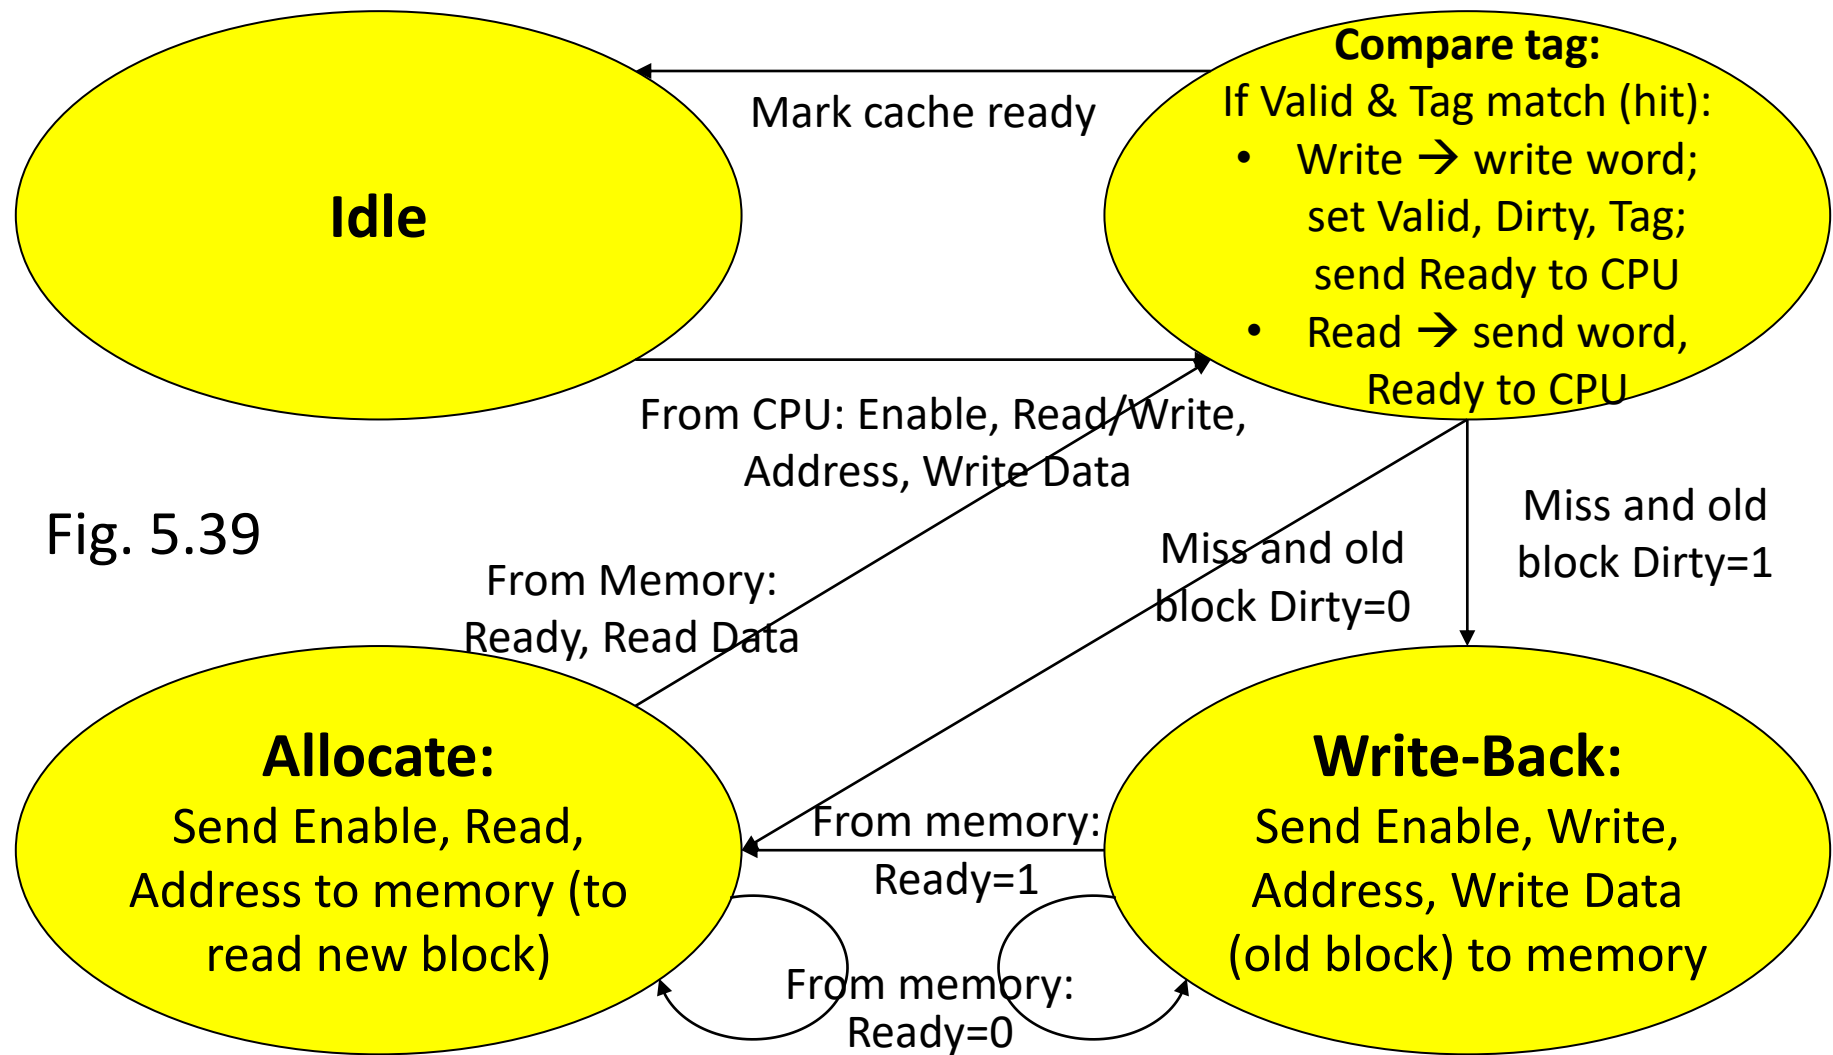 Idle
Mark cache ready
Compare tag:
If Valid & Tag match (hit):
• Write → write word;
set Valid, Dirty, Tag;
send Ready to CPU
• Read → send word,
Ready to CPU
From CPU: Enable, Read/Write,
Address, Write Data
Fig. 5.39
From Memory:
Ready, Read Data
Miss and old
block Dirty=0
Miss and old
block Dirty=1
Allocate:
Send Enable, Read,
Address to memory (to
read new block)
From memory:
Ready=1
From memory:
Ready=0
Write-Back:
Send Enable, Write,
Address, Write Data
(old block) to memory